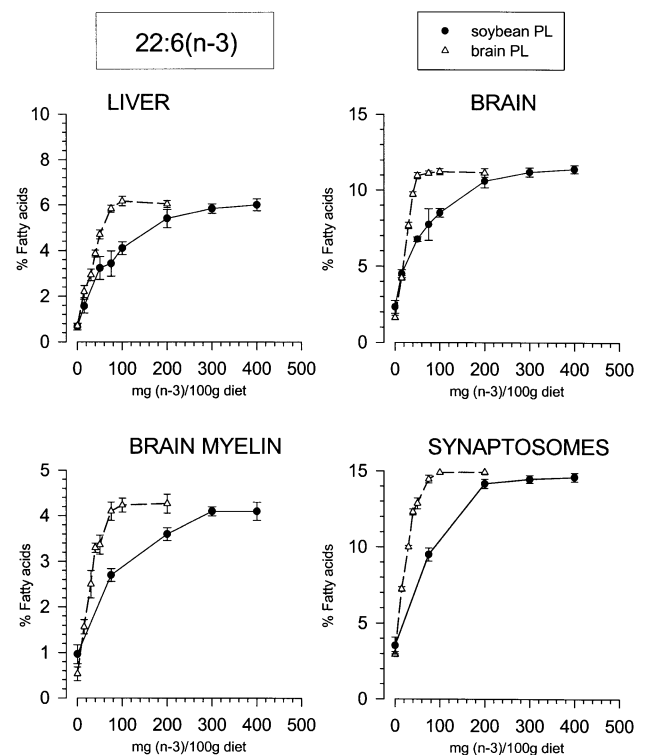 22:6(n-3)
soybean PL
brain PL
LIVER
% Fatty acids
10
8
6
4
2
0
0 100 200 300 400 500
mg (n-3)/100g diet
BRAIN
% Fatty acids
15
10
5
0
0 100 200 300 400 500
mg (n-3)/100g diet
BRAIN MYELIN
% Fatty acids
5
4
3
2
1
0
0 100 200 300 400 500
mg (n-3)/100g diet
SYNAPTOSOMES
% Fatty acids
15
10
5
0
0 100 200 300 400 500
mg (n-3)/100g diet